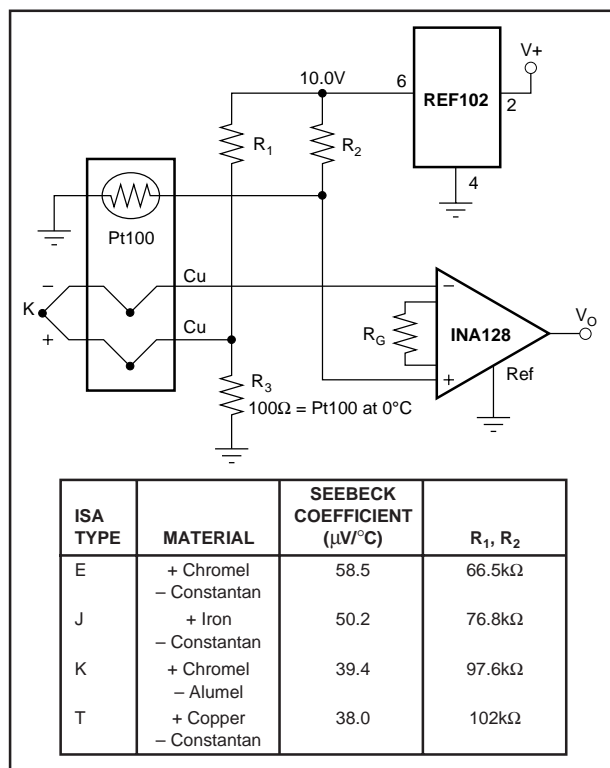 V+
10.0V
6
REF102
2
R1
R2
4
Pt100
Cu
−
K
Cu
+
−
RG
INA128
VO
+
Ref
R3
100Ω = Pt100 at 0°C
ISA TYPE MATERIAL SEEBECK COEFFICIENT (µV/°C) R1, R2
E + Chromel 58.5 66.5kΩ
− Constantan
J + Iron 50.2 76.8kΩ
− Constantan
K + Chromel 39.4 97.6kΩ
− Alumel
T + Copper 38.0 102kΩ
− Constantan